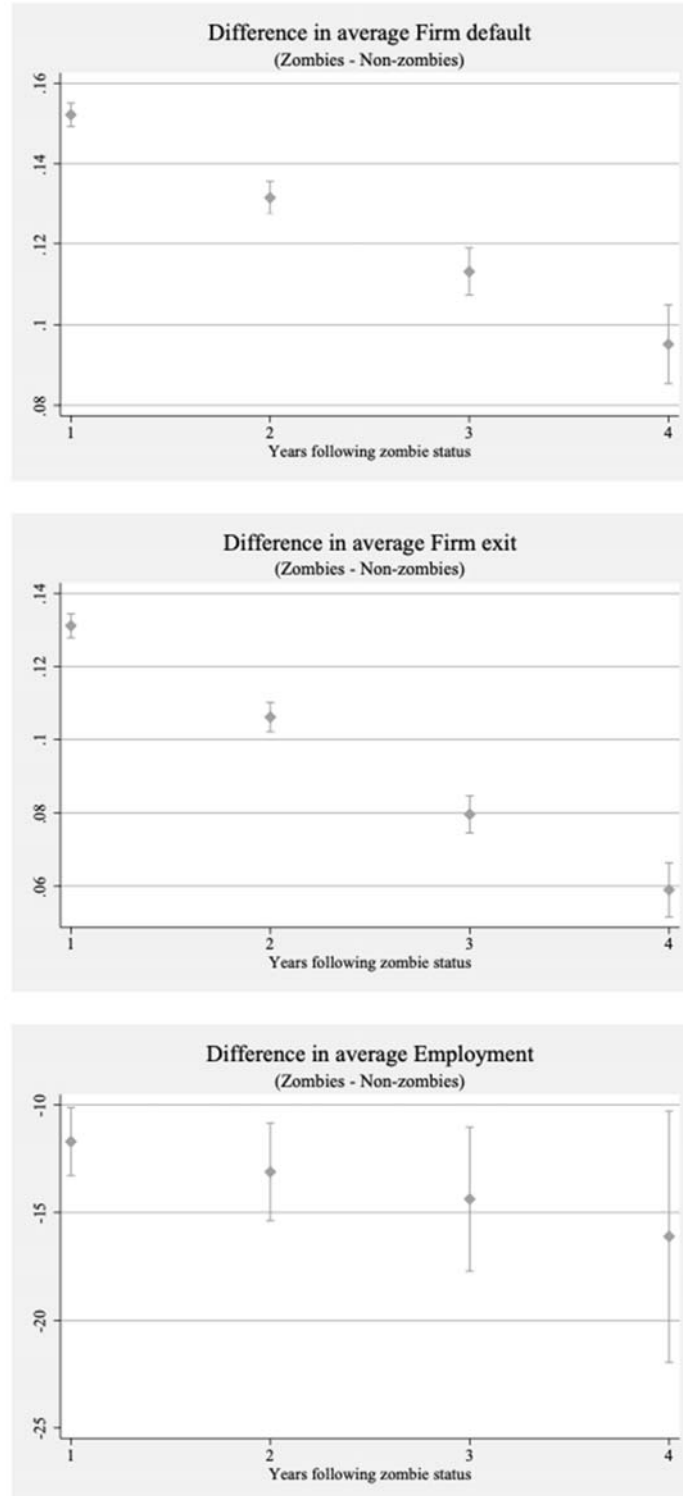 Difference in average Firm default
(Zombies - Non-zombies)
.16
.14
.12
.1
.08
1 2 3 4
Years following zombie status
Difference in average Firm exit
(Zombies - Non-zombies)
.14
.12
.1
.08
.06
1 2 3 4
Years following zombie status
Difference in average Employment
(Zombies - Non-zombies)
-10
-15
-20
-25
1 2 3 4
Years following zombie status